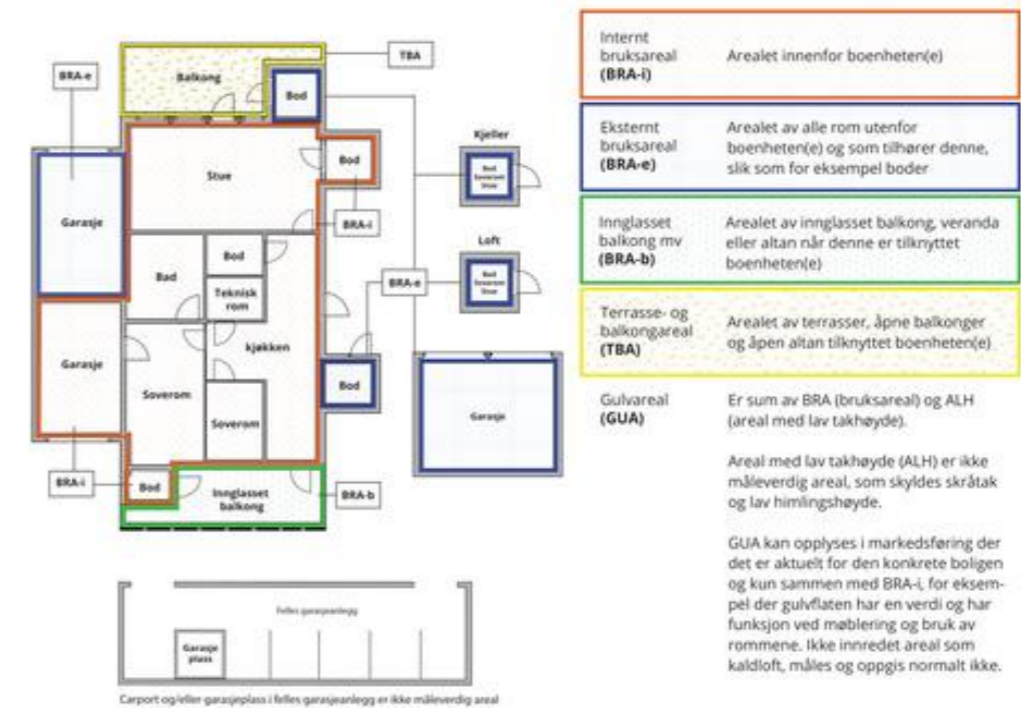 TBA
BRA-e
Balkong
Bod
Kjeller
Bod
Soverom
Stue
Stue
Bod
Garasje
BRA-i
Loft
Bod
Bad
Bod
Soverom
Stue
BRA-e
Teknisk
rom
kjøkken
Garasje
Bod
Garasje
Soverom
Soverom
BRA-i
Bod
Innglasset
balkong
BRA-b
Felles garasjeanlegg
Garasje
plass
Carport og/eller garasjeplass i felles garasjeanlegg er ikke måleverdig areal
Internt
bruksareal
(BRA-i)
Arealet innenfor boenheten(e)
Eksternt
bruksareal
(BRA-e)
Arealet av alle rom utenfor
boenheten(e) og som tilhører denne,
slik som for eksempel boder
Innglasset
balkong mv
(BRA-b)
Arealet av innglasset balkong, veranda
eller altan når denne er tilknyttet
boenheten(e)
Terrasse- og
balkongareal
(TBA)
Arealet av terrasser, åpne balkonger
og åpen altan tilknyttet boenheten(e)
Gulvareal
(GUA)
Er sum av BRA (bruksareal) og ALH
(areal med lav takhøyde).
Areal med lav takhøyde (ALH) er ikke
måleverdig areal, som skyldes skråtak
og lav himlingshøyde.
GUA kan opplyses i markedsføring der
det er aktuelt for den konkrete boligen
og kun sammen med BRA-i, for eksem-
pel der gulvflaten har en verdi og har
funksjon ved møblering og bruk av
rommene. Ikke innredet areal som
kaldloft, måles og oppgis normalt ikke.